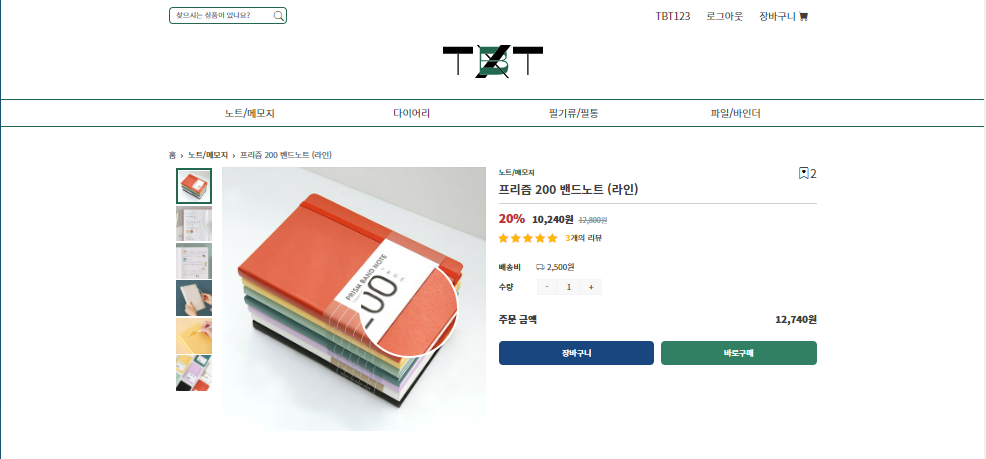 찾으시는 상품이 있나요?
TBT123 로그아웃 장바구니
TBT
노트/메모지 다이어리 필기류/필통 파일/바인더
홈 › 노트/메모지 › 프리즘 200 밴드노트 (라인)
노트/메모지
2
프리즘 200 밴드노트 (라인)
20% 10,240원 12,800원
3개의 리뷰
배송비 2,500원
수량 - 1 +
주문 금액 12,740원
장바구니 바로구매
PRISM BAND NOTE